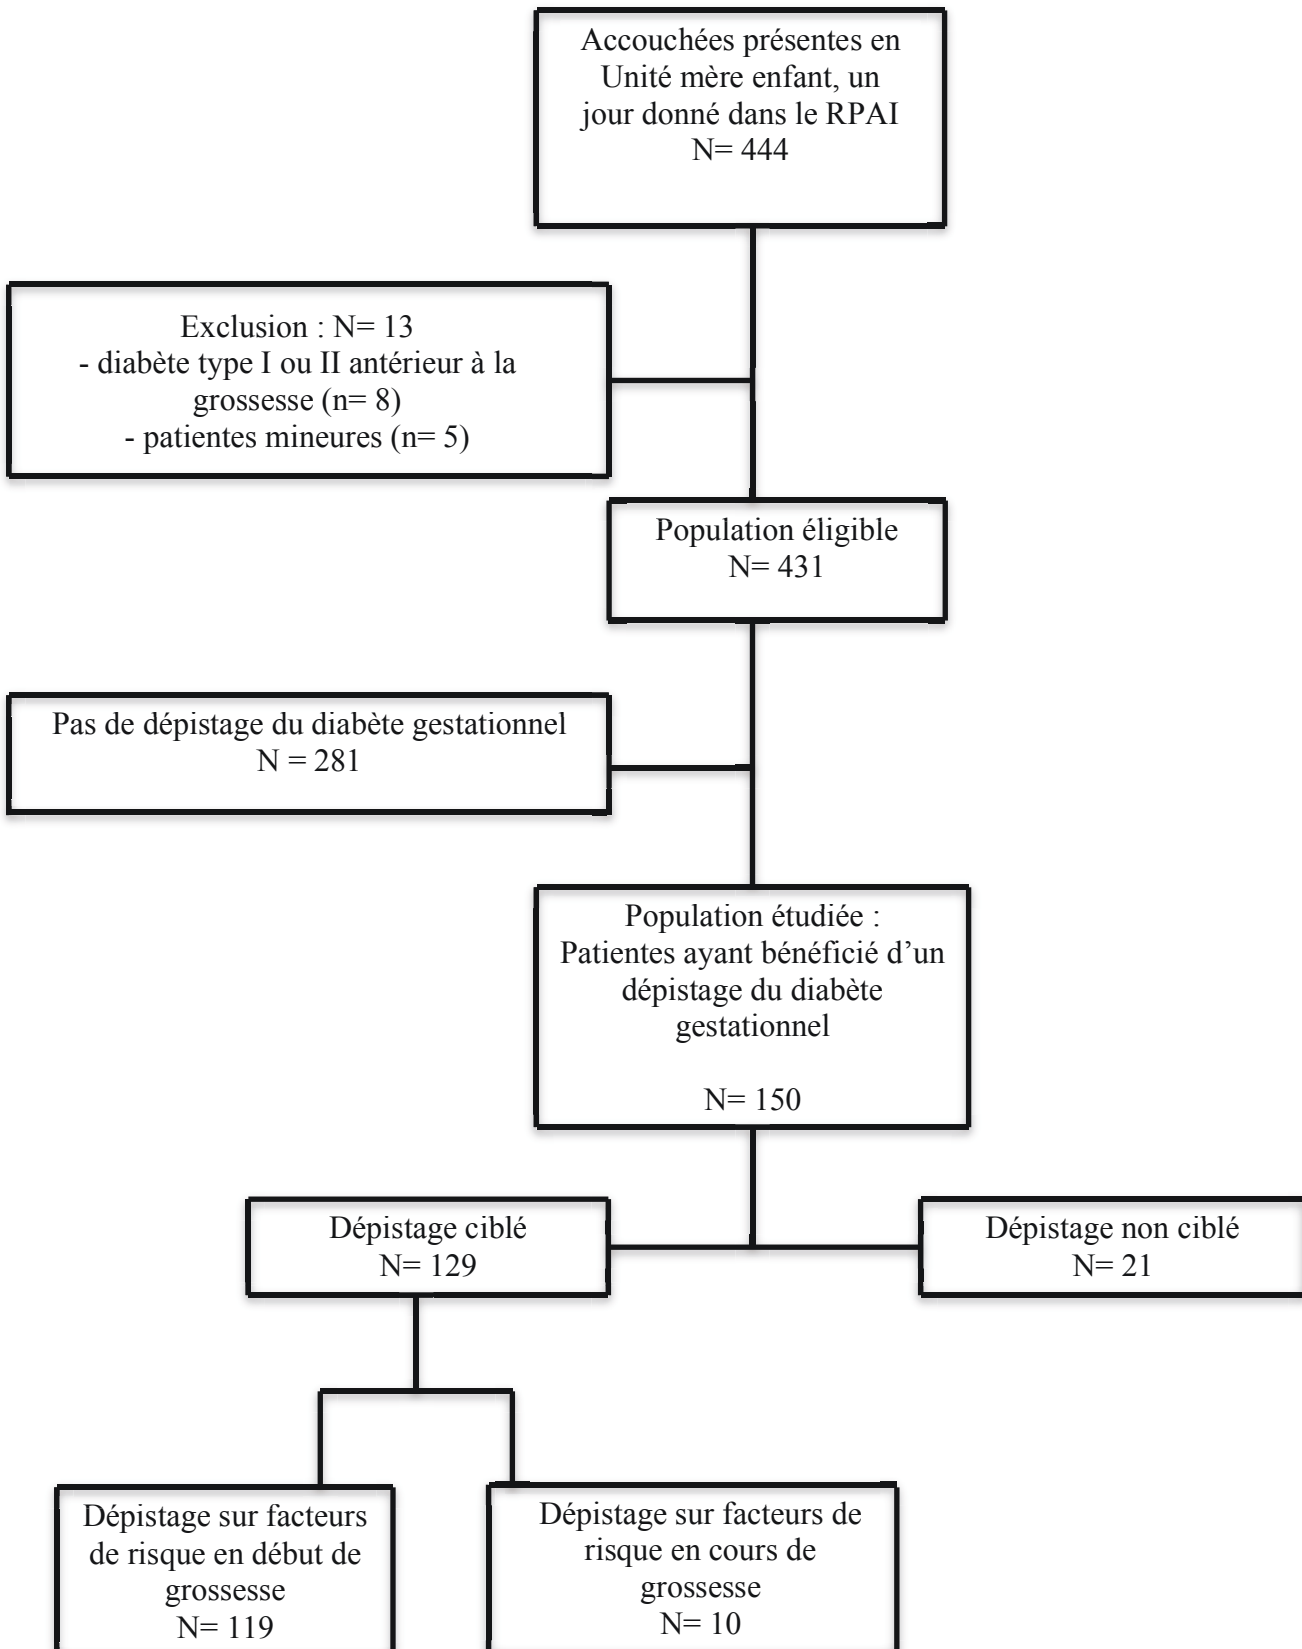 Accouchées présentes en
Unité mère enfant, un
jour donné dans le RPAI
N= 444
Exclusion : N= 13
- diabète type I ou II antérieur à la
grossesse (n= 8)
- patientes mineures (n= 5)
Population éligible
N= 431
Pas de dépistage du diabète gestationnel
N = 281
Population étudiée :
Patientes ayant bénéficié d’un
dépistage du diabète
gestationnel
N= 150
Dépistage ciblé
N= 129
Dépistage non ciblé
N= 21
Dépistage sur facteurs
de risque en début de
grossesse
N= 119
Dépistage sur facteurs de
risque en cours de
grossesse
N= 10